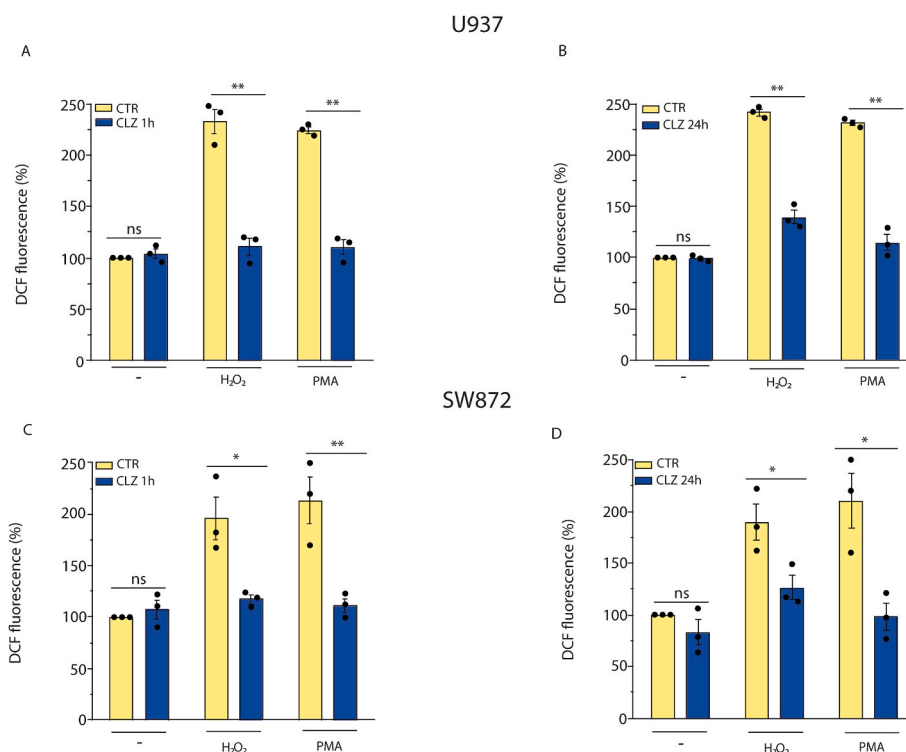 U937
A
**
**
CTR
CLZ 1h
250
200
150
100
50
0
DCF fluorescence (%)
ns
-
H₂O₂
PMA
B
**
**
CTR
CLZ 24h
250
200
150
100
50
0
DCF fluorescence (%)
ns
-
H₂O₂
PMA
SW872
C
*
**
CTR
CLZ 1h
250
200
150
100
50
0
DCF fluorescence (%)
ns
-
H₂O₂
PMA
D
*
*
CTR
CLZ 24h
250
200
150
100
50
0
DCF fluorescence (%)
ns
-
H₂O₂
PMA